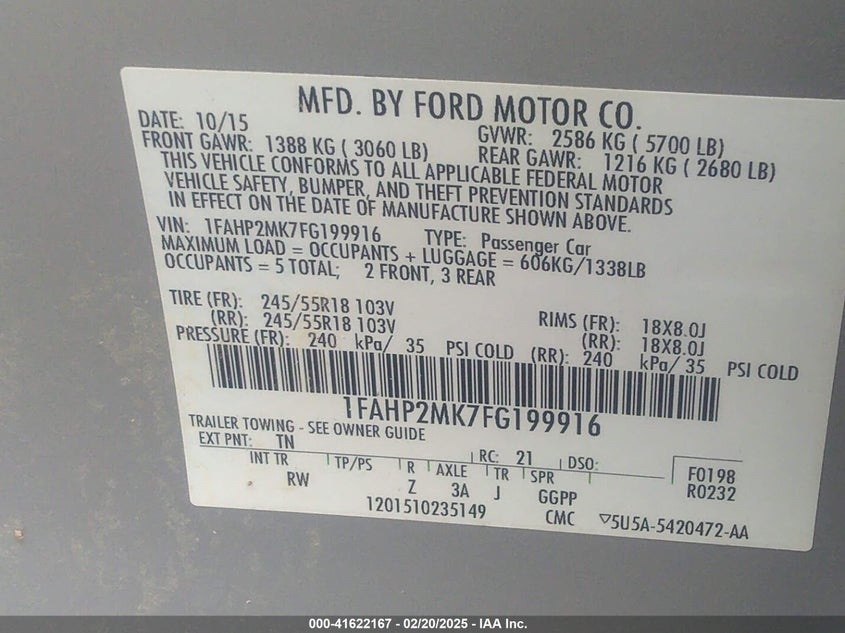 MFD. BY FORD MOTOR CO.
DATE: 10/15 GVWR: 2586 KG ( 5700 LB)
FRONT GAWR: 1388 KG ( 3060 LB) REAR GAWR: 1216 KG ( 2680 LB)
THIS VEHICLE CONFORMS TO ALL APPLICABLE FEDERAL MOTOR
VEHICLE SAFETY, BUMPER, AND THEFT PREVENTION STANDARDS
IN EFFECT ON THE DATE OF MANUFACTURE SHOWN ABOVE.
VIN: 1FAHP2MK7FG199916 TYPE: Passenger Car
MAXIMUM LOAD = OCCUPANTS + LUGGAGE = 606KG/1338LB
OCCUPANTS = 5 TOTAL; 2 FRONT, 3 REAR
TIRE (FR): 245/55R18 103V RIMS (FR): 18X8.0J
(RR): 245/55R18 103V (RR): 18X8.0J
PRESSURE (FR): 240 kPa/ 35 PSI COLD (RR): 240 kPa/ 35 PSI COLD
1FAHP2MK7FG199916
TRAILER TOWING - SEE OWNER GUIDE
EXT PNT: TN RC: 21 DSO: F0198
INT TR TP/PS R AXLE TR SPR R0232
RW Z 3A J GGPP
1201510235149 CMC ▽5U5A-5420472-AA
000-41622167 - 02/20/2025 - IAA Inc.